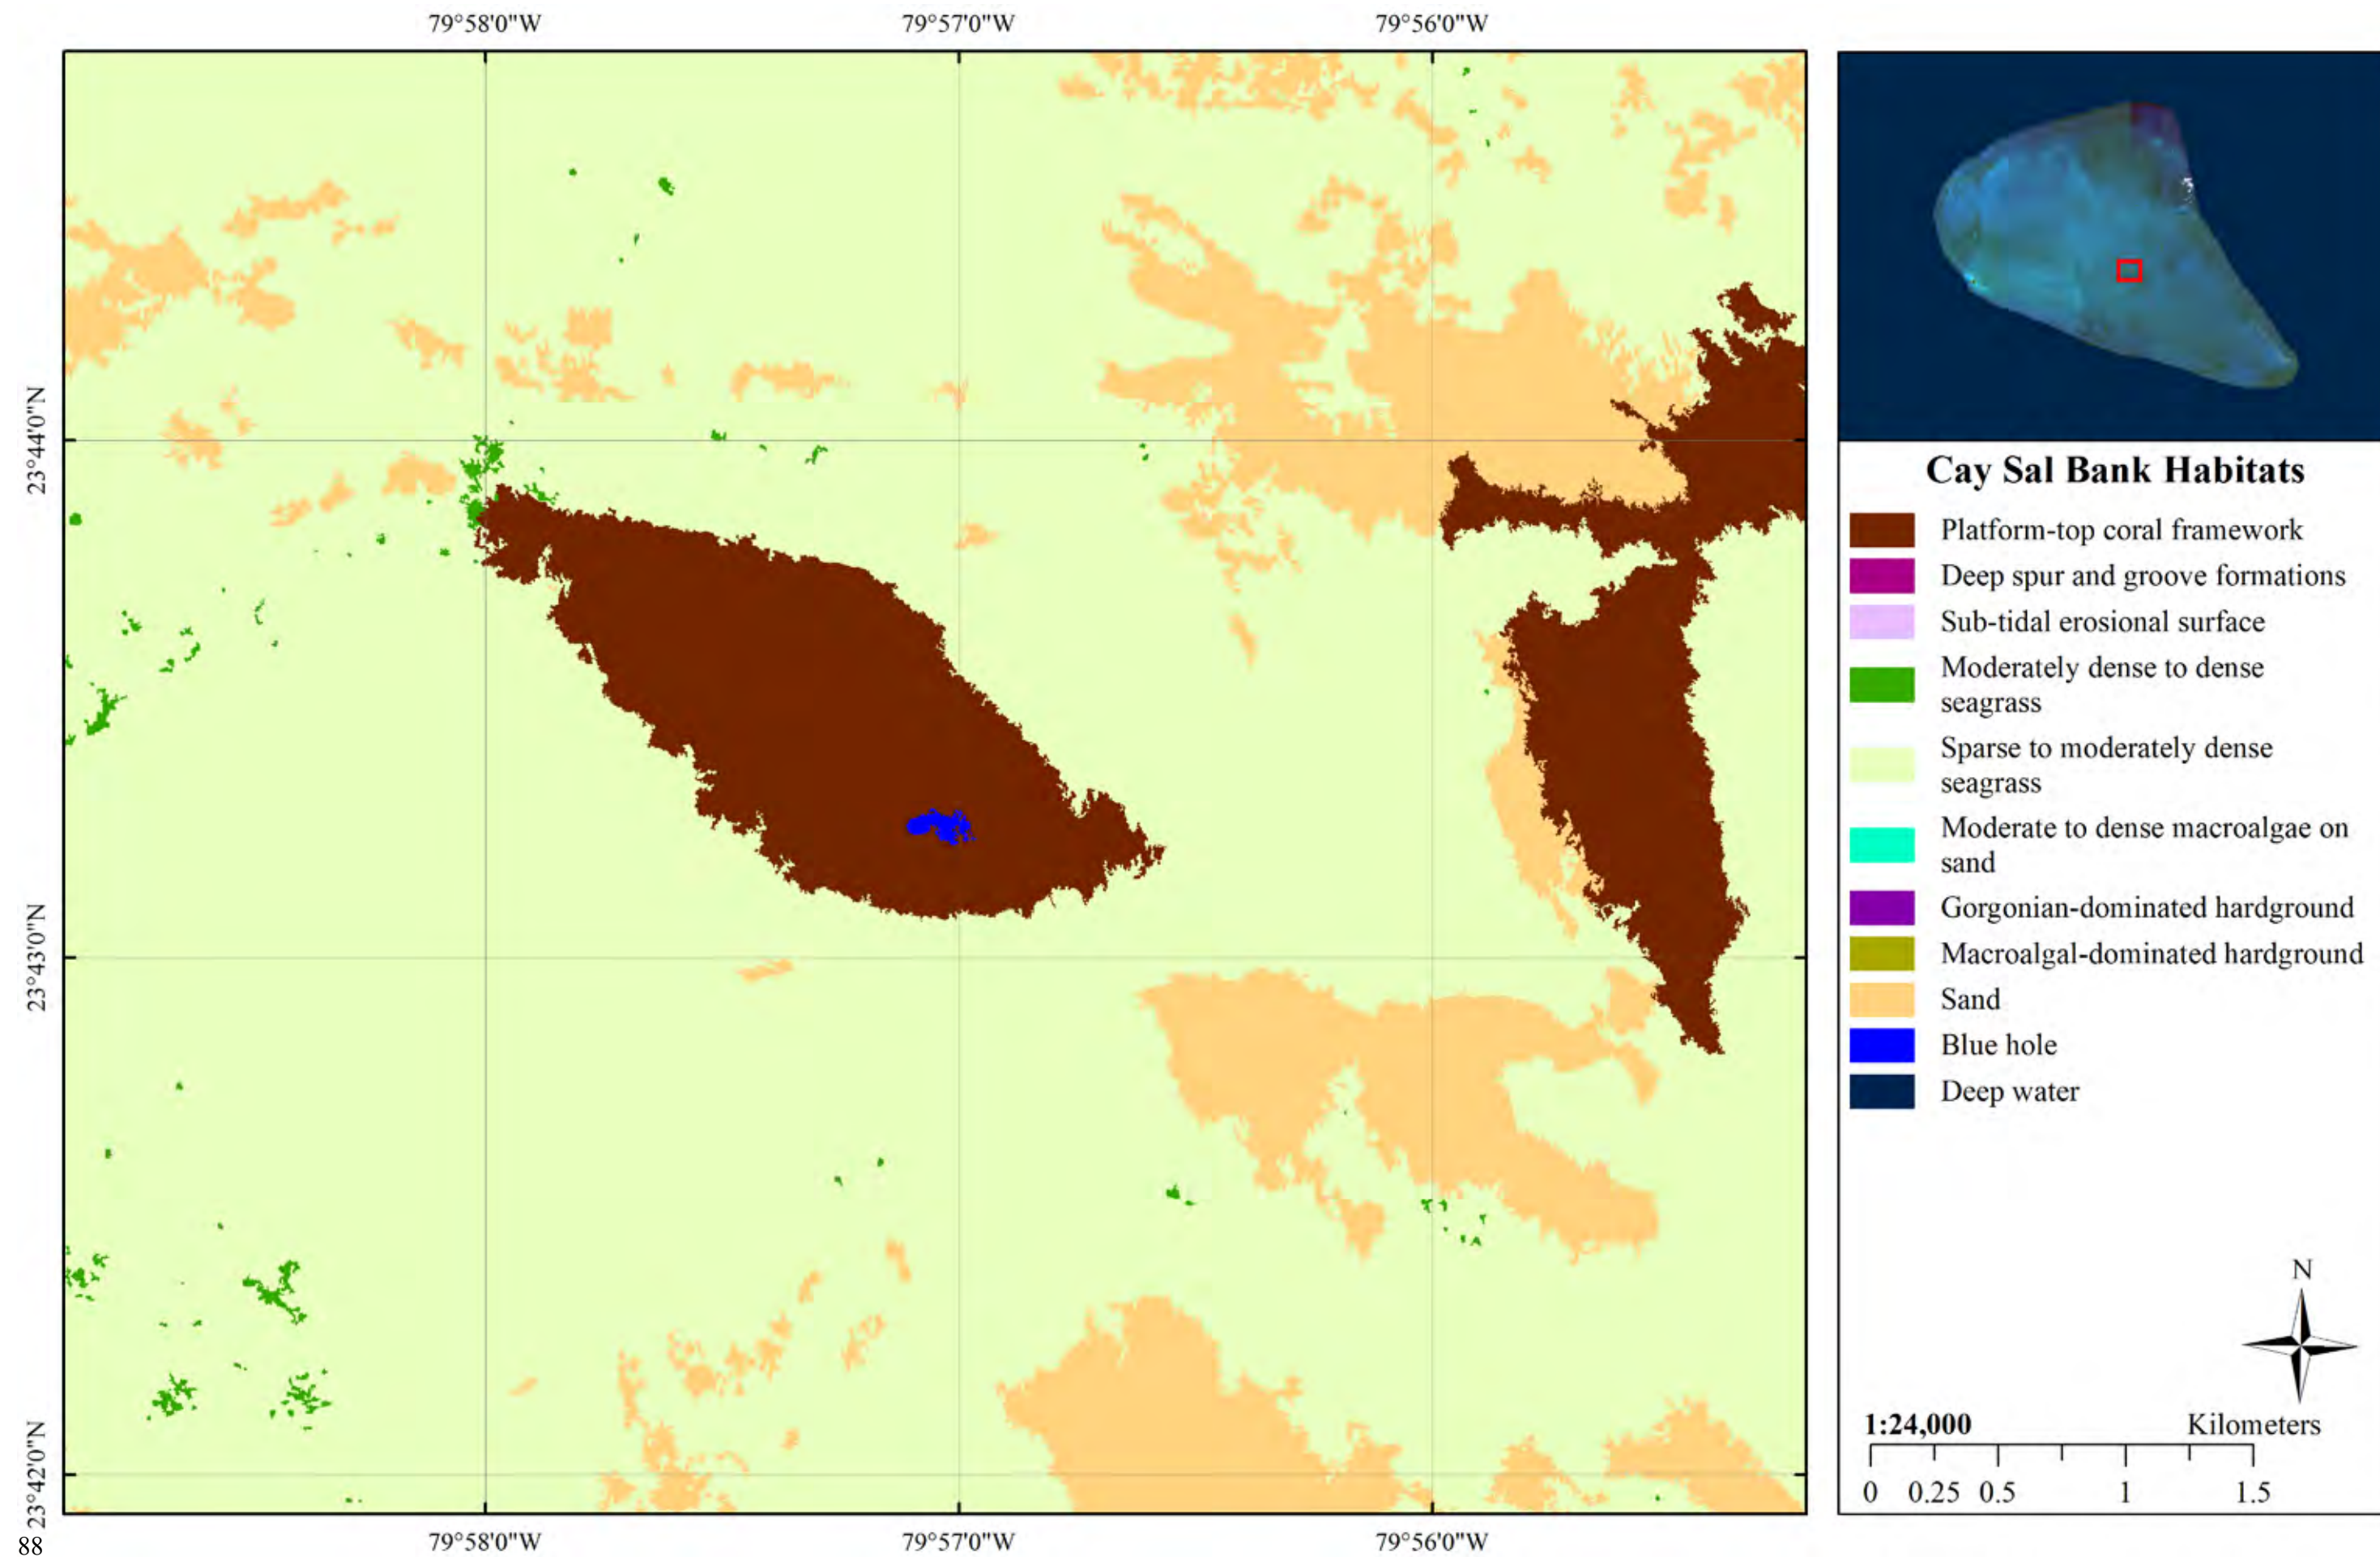 79°58'0"W 79°57'0"W 79°56'0"W
23°44'0"N
23°43'0"N
23°42'0"N
79°58'0"W 79°57'0"W 79°56'0"W
88
Cay Sal Bank Habitats
Platform-top coral framework
Deep spur and groove formations
Sub-tidal erosional surface
Moderately dense to dense
seagrass
Sparse to moderately dense
seagrass
Moderate to dense macroalgae on
sand
Gorgonian-dominated hardground
Macroalgal-dominated hardground
Sand
Blue hole
Deep water
N
1:24,000 Kilometers
0 0.25 0.5 1 1.5